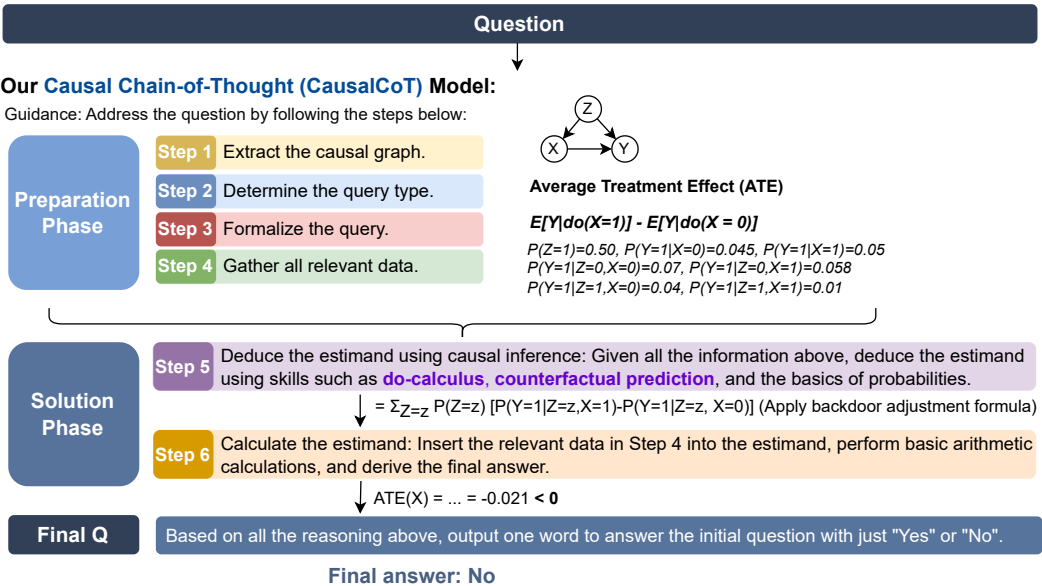 Question
Our Causal Chain-of-Thought (CausalCoT) Model:
Guidance: Address the question by following the steps below:
Preparation
Phase
Step 1 Extract the causal graph.
Step 2 Determine the query type.
Step 3 Formalize the query.
Step 4 Gather all relevant data.
Z
X
Y
Average Treatment Effect (ATE)
E[Y|do(X=1)] - E[Y|do(X = 0)]
P(Z=1)=0.50, P(Y=1|X=0)=0.045, P(Y=1|X=1)=0.05
P(Y=1|Z=0,X=0)=0.07, P(Y=1|Z=0,X=1)=0.058
P(Y=1|Z=1,X=0)=0.04, P(Y=1|Z=1,X=1)=0.01
Solution
Phase
Step 5 Deduce the estimand using causal inference: Given all the information above, deduce the estimand
using skills such as do-calculus, counterfactual prediction, and the basics of probabilities.
= Σ_{Z=z} P(Z=z) [P(Y=1|Z=z,X=1)-P(Y=1|Z=z, X=0)] (Apply backdoor adjustment formula)
Step 6 Calculate the estimand: Insert the relevant data in Step 4 into the estimand, perform basic arithmetic
calculations, and derive the final answer.
ATE(X) = ... = -0.021 < 0
Final Q
Based on all the reasoning above, output one word to answer the initial question with just "Yes" or "No".
Final answer: No